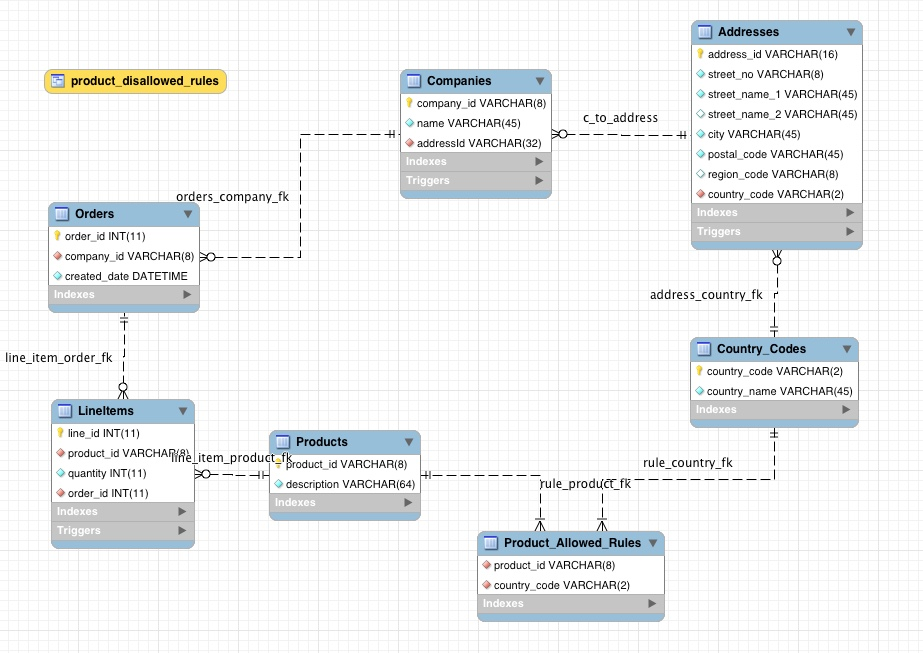 product_disallowed_rules
Companies
company_id VARCHAR(8)
name VARCHAR(45)
addressId VARCHAR(32)
Indexes
Triggers
c_to_address
Addresses
address_id VARCHAR(16)
street_no VARCHAR(8)
street_name_1 VARCHAR(45)
street_name_2 VARCHAR(45)
city VARCHAR(45)
postal_code VARCHAR(45)
region_code VARCHAR(8)
country_code VARCHAR(2)
Indexes
Triggers
orders_company_fk
Orders
order_id INT(11)
company_id VARCHAR(8)
created_date DATETIME
Indexes
address_country_fk
Country_Codes
country_code VARCHAR(2)
country_name VARCHAR(45)
Indexes
line_item_order_fk
LineItems
line_id INT(11)
product_id VARCHAR(8)
quantity INT(11)
order_id INT(11)
Indexes
Triggers
line_item_product_fk
Products
product_id VARCHAR(8)
description VARCHAR(64)
Indexes
rule_country_fk
rule_product_fk
Product_Allowed_Rules
product_id VARCHAR(8)
country_code VARCHAR(2)
Indexes